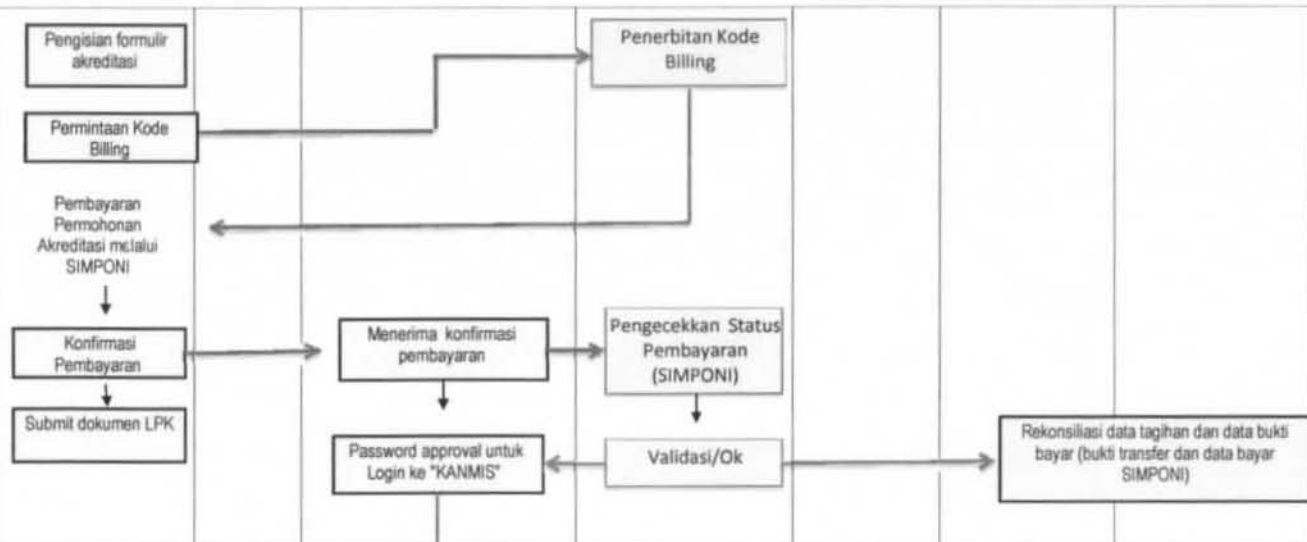 Pengisian formulir
akreditasi
Penerbitan Kode
Billing
Permintaan Kode
Billing
Pembayaran
Permohonan
Akreditasi melalui
SIMPONI
Konfirmasi
Pembayaran
Menerima konfirmasi
pembayaran
Pengecekkan Status
Pembayaran
(SIMPONI)
Submit dokumen LPK
Password approval untuk
Login ke "KANMIS"
Validasi/Ok
Rekonsiliasi data tagihan dan data bukti
bayar (bukti transfer dan data bayar
SIMPONI)